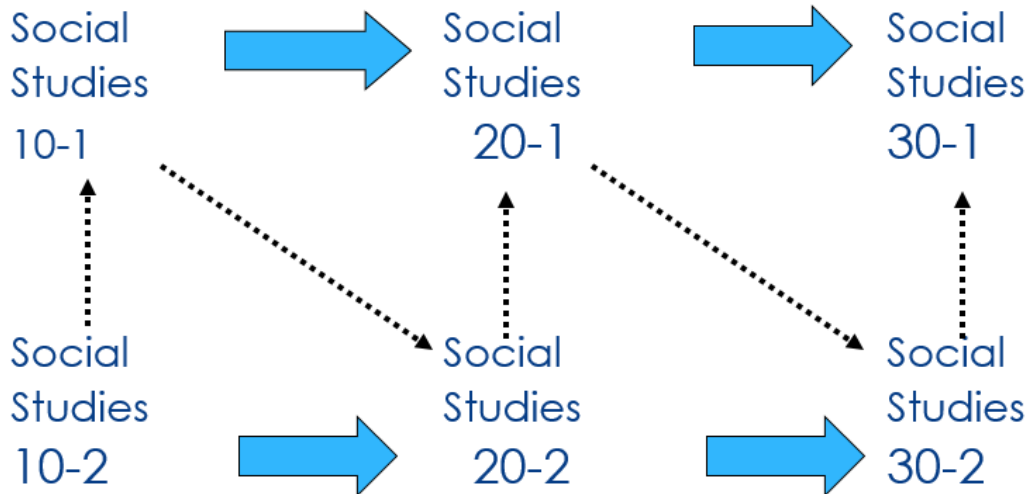 Social
Studies
10-1
Social
Studies
20-1
Social
Studies
30-1
Social
Studies
10-2
Social
Studies
20-2
Social
Studies
30-2